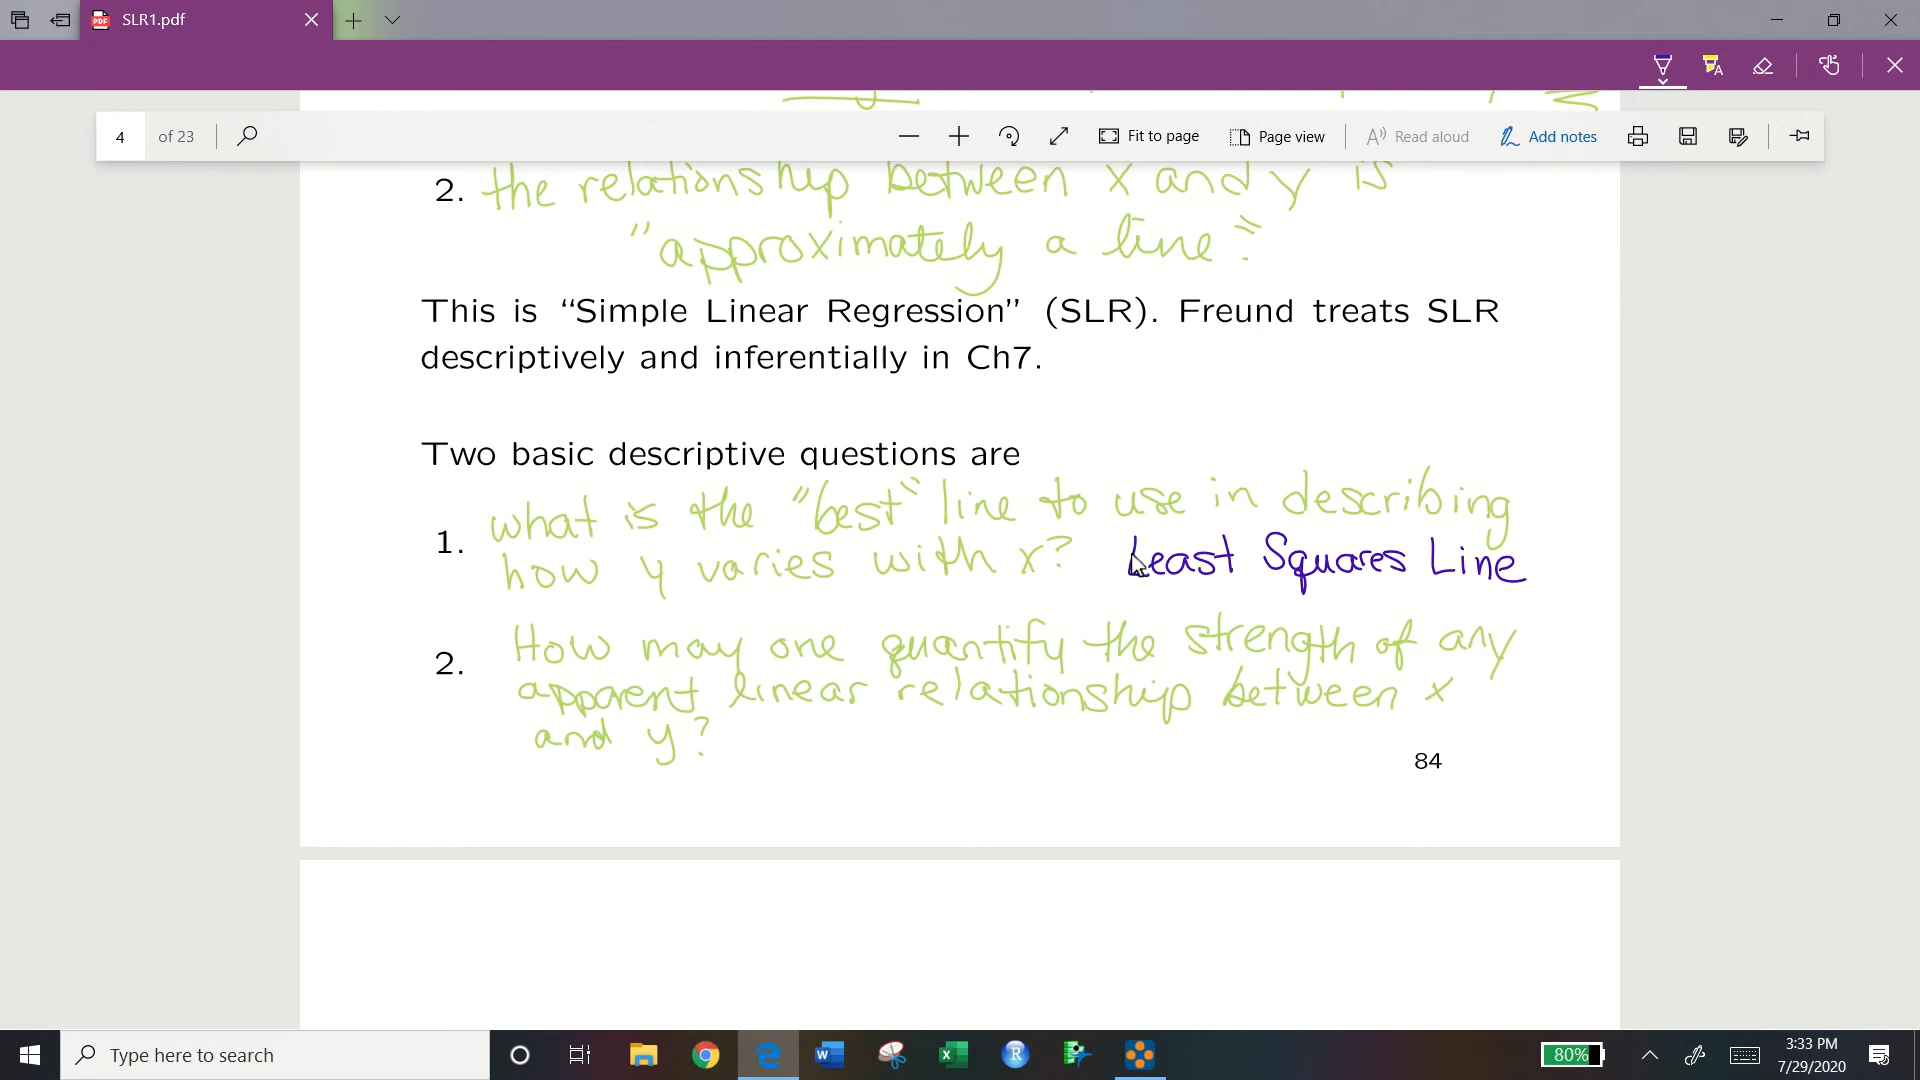 SLR1.pdf
4 of 23
Fit to page
Page view
Read aloud
Add notes
2. the relationship between x and y is
"approximately a line"
This is “Simple Linear Regression” (SLR). Freund treats SLR
descriptively and inferentially in Ch7.
Two basic descriptive questions are
1. what is the "best" line to use in describing
how y varies with x? Least Squares Line
2. How may one quantify the strength of any
apparent linear relationship between x
and y?
84
Type here to search
80%
3:33 PM
7/29/2020